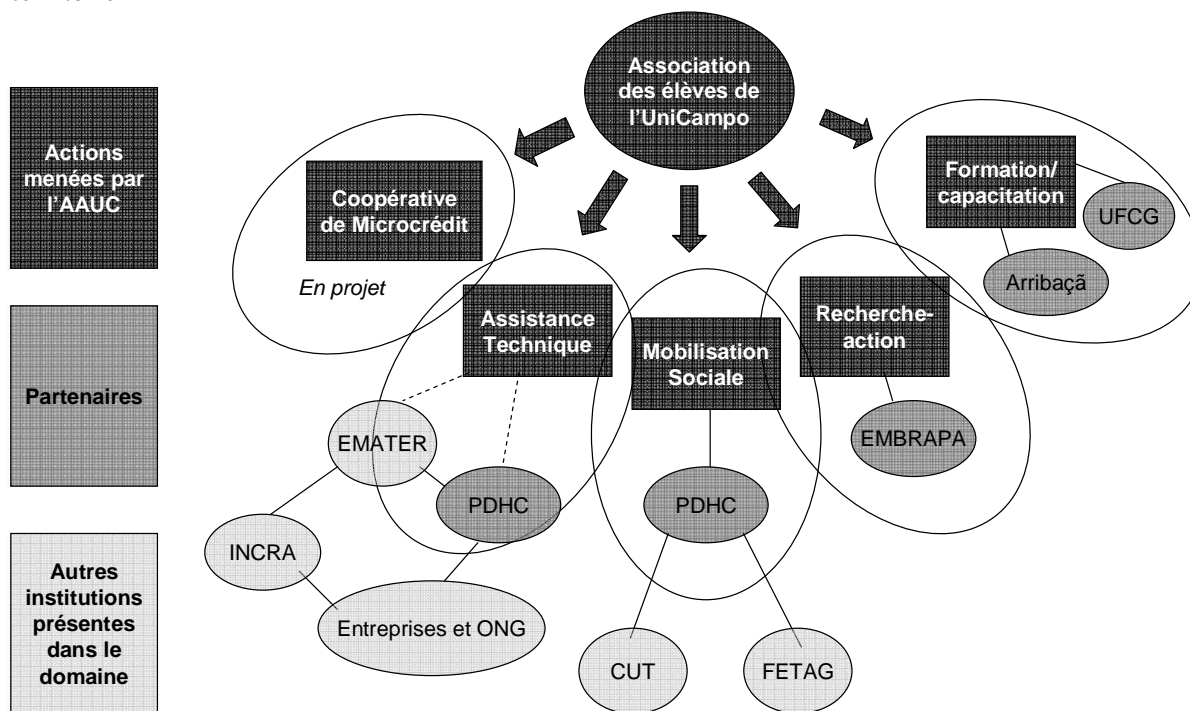 Association
des élèves de
l'UniCampo
Actions
menées par
l'AAUC
Coopérative
de Microcrédit
En projet
Formation/
capacitation
UFCG
Arribaçã
Assistance
Technique
Mobilisation
Sociale
Recherche-
action
Partenaires
EMATER
PDHC
PDHC
EMBRAPA
INCRA
Entreprises et ONG
CUT
FETAG
Autres
institutions
présentes
dans le
domaine